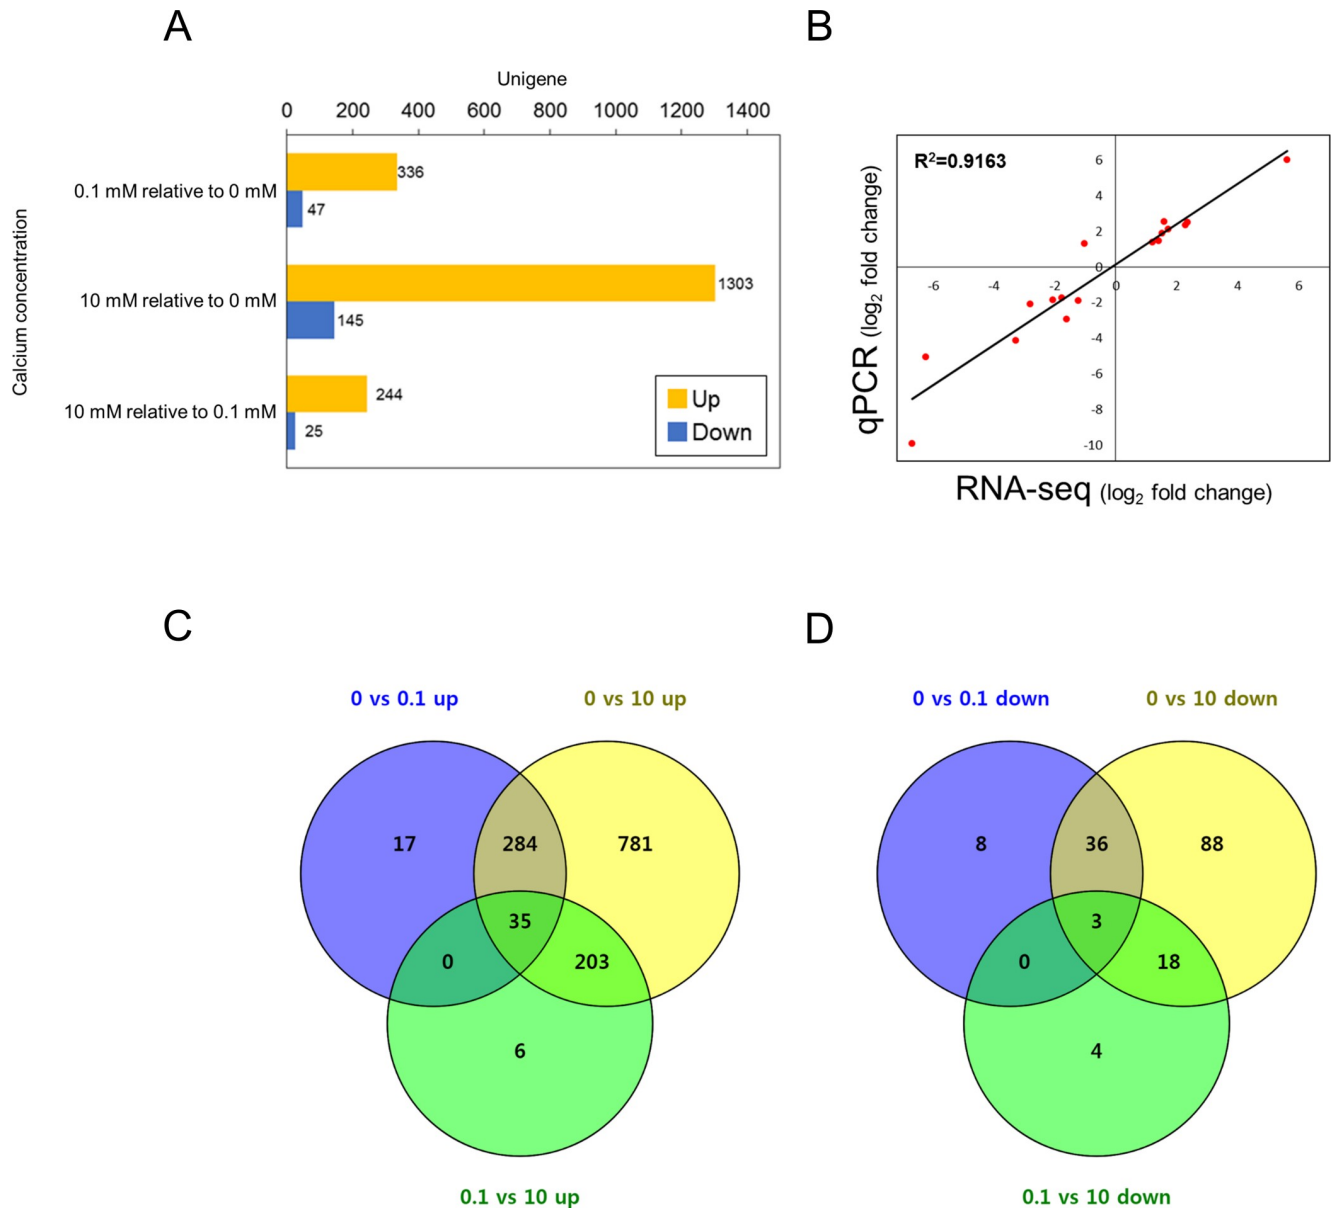 A
Unigene
0 200 400 600 800 1000 1200 1400
Calcium concentration
0.1 mM relative to 0 mM
336
47
10 mM relative to 0 mM
1303
145
10 mM relative to 0.1 mM
244
25
Up
Down
B
R²=0.9163
qPCR (log₂ fold change)
6
4
2
0
-2
-4
-6
-8
-10
-6 -4 -2 0 2 4 6
RNA-seq (log₂ fold change)
C
0 vs 0.1 up
0 vs 10 up
17
284
781
35
0
203
6
0.1 vs 10 up
D
0 vs 0.1 down
0 vs 10 down
8
36
88
3
0
18
4
0.1 vs 10 down